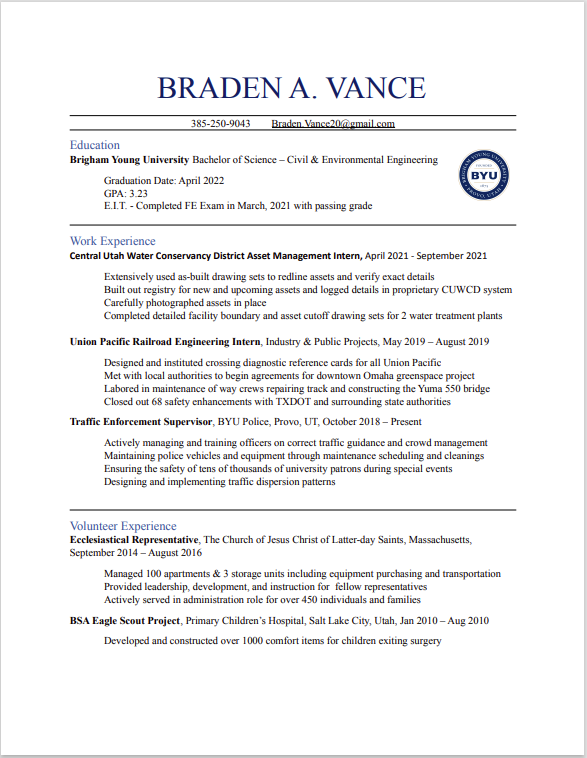 BRADEN A. VANCE
385-250-9043 Braden.Vance20@gmail.com
Education
Brigham Young University Bachelor of Science – Civil & Environmental Engineering
Graduation Date: April 2022
GPA: 3.23
E.I.T. - Completed FE Exam in March, 2021 with passing grade
BRIGHAM YOUNG UNIVERSITY
FOUNDED
BYU
1875
PROVO, UTAH
Work Experience
Central Utah Water Conservancy District Asset Management Intern, April 2021 - September 2021
Extensively used as-built drawing sets to redline assets and verify exact details
Built out registry for new and upcoming assets and logged details in proprietary CUWCD system
Carefully photographed assets in place
Completed detailed facility boundary and asset cutoff drawing sets for 2 water treatment plants
Union Pacific Railroad Engineering Intern, Industry & Public Projects, May 2019 – August 2019
Designed and instituted crossing diagnostic reference cards for all Union Pacific
Met with local authorities to begin agreements for downtown Omaha greenspace project
Labored in maintenance of way crews repairing track and constructing the Yuma 550 bridge
Closed out 68 safety enhancements with TXDOT and surrounding state authorities
Traffic Enforcement Supervisor, BYU Police, Provo, UT, October 2018 – Present
Actively managing and training officers on correct traffic guidance and crowd management
Maintaining police vehicles and equipment through maintenance scheduling and cleanings
Ensuring the safety of tens of thousands of university patrons during special events
Designing and implementing traffic dispersion patterns
Volunteer Experience
Ecclesiastical Representative, The Church of Jesus Christ of Latter-day Saints, Massachusetts,
September 2014 – August 2016
Managed 100 apartments & 3 storage units including equipment purchasing and transportation
Provided leadership, development, and instruction for fellow representatives
Actively served in administration role for over 450 individuals and families
BSA Eagle Scout Project, Primary Children's Hospital, Salt Lake City, Utah, Jan 2010 – Aug 2010
Developed and constructed over 1000 comfort items for children exiting surgery